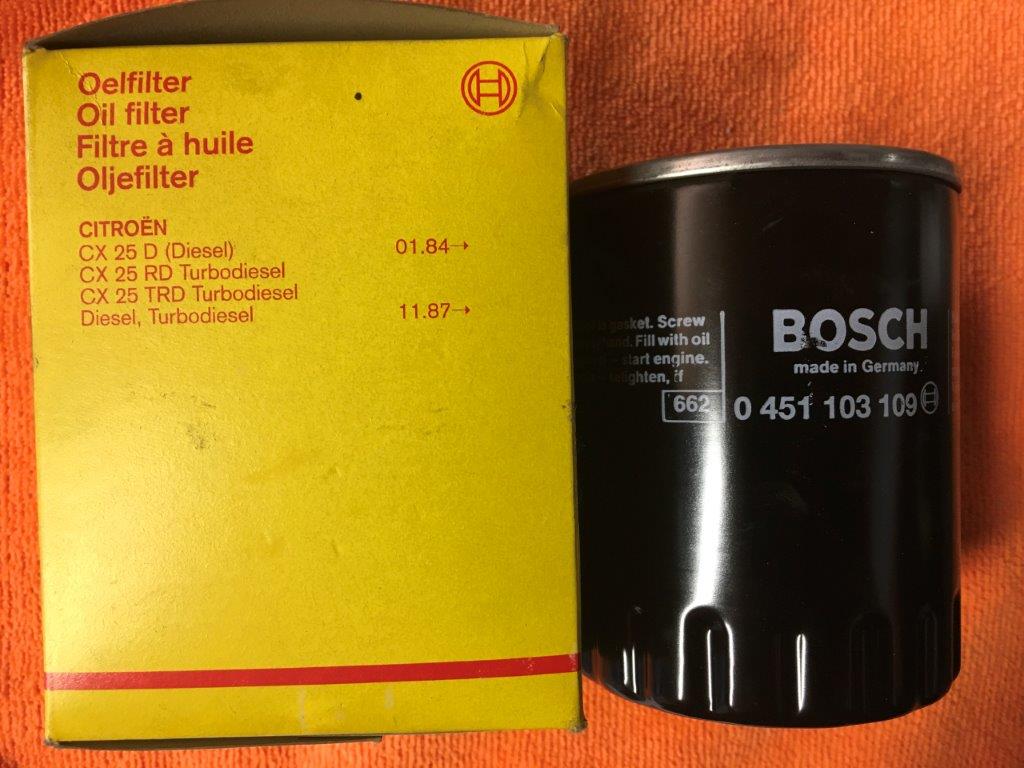 Oelfilter
Oil filter
Filtre à huile
Oljefilter
CITROËN
CX 25 D (Diesel) 01.84→
CX 25 RD Turbodiesel
CX 25 TRD Turbodiesel
Diesel, Turbodiesel 11.87→
gasket. Screw
hand. Fill with oil
– start engine.
if
662
BOSCH
made in Germany
0 451 103 109